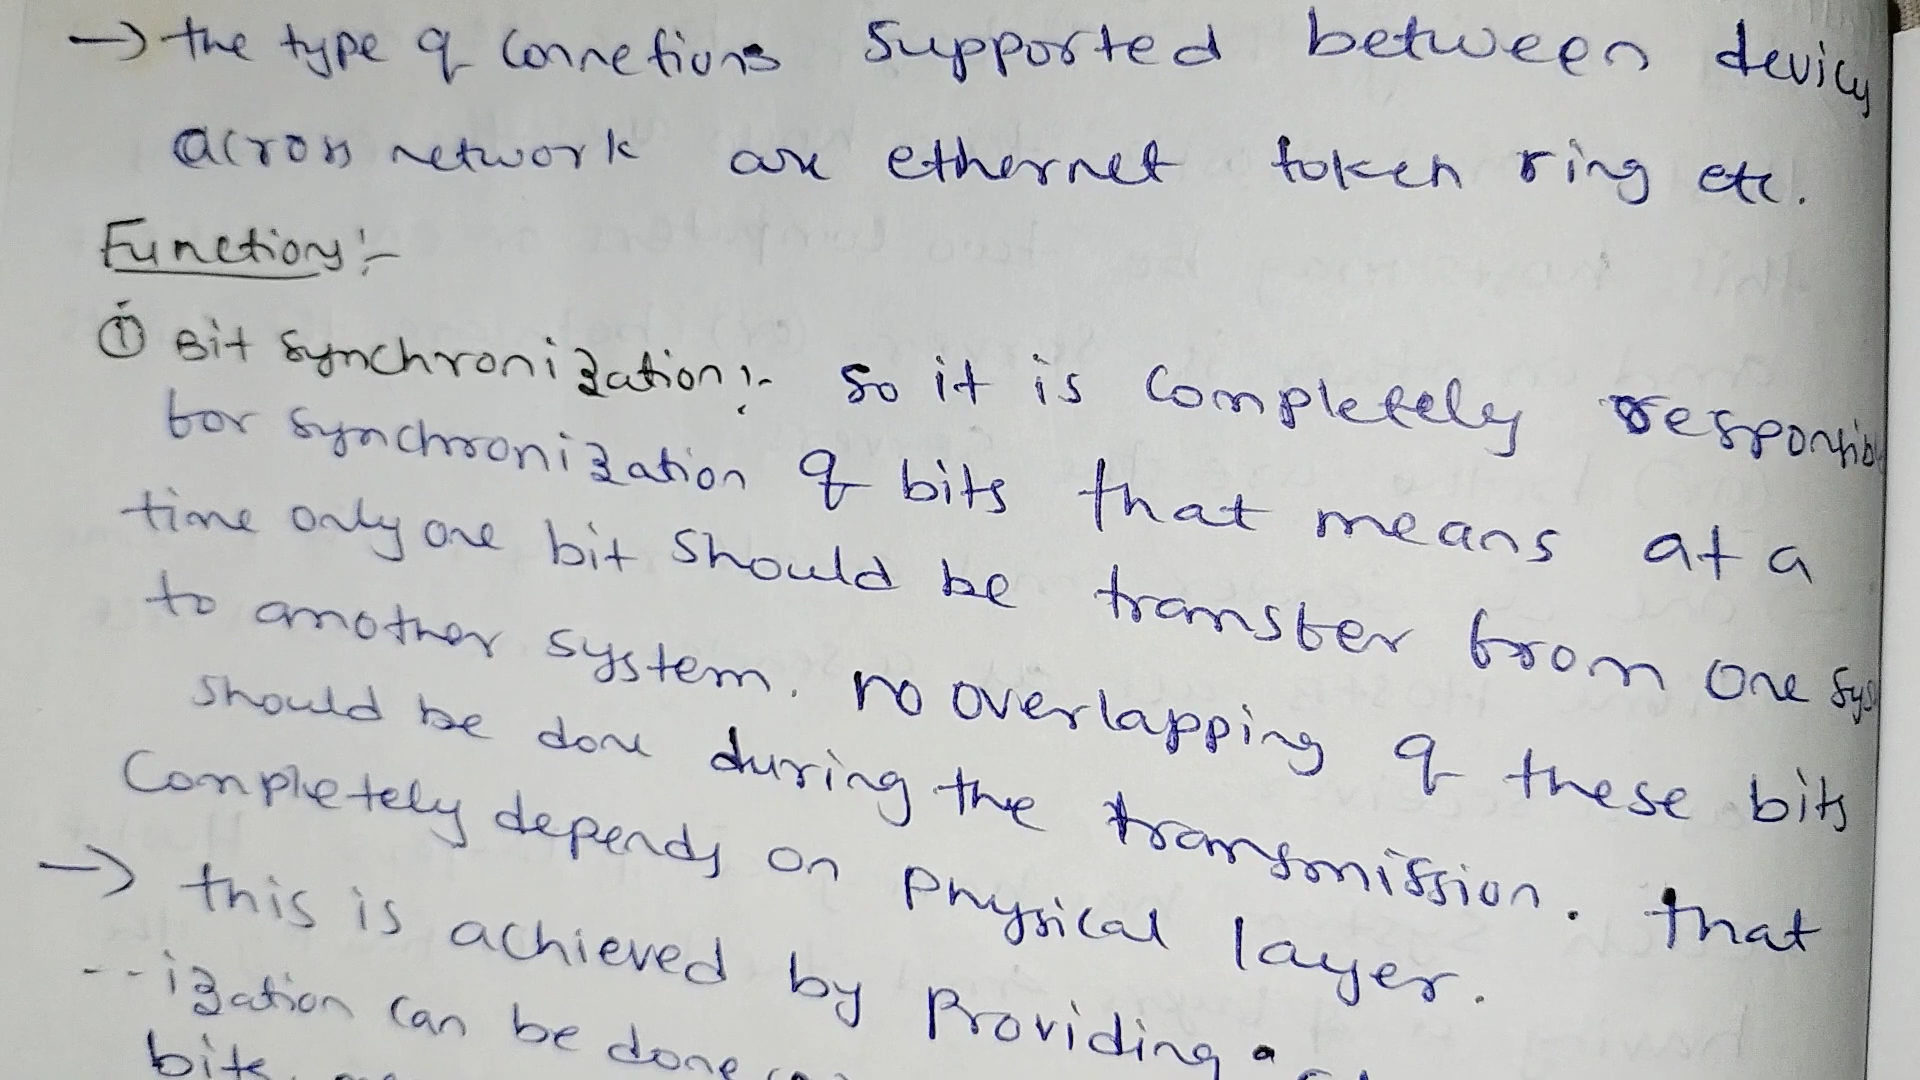 → the type of connetions supported between devices
across network are ethernet token ring etc.
Functions:-
① Bit synchronization:- So it is completely responsible
for synchronization of bits that means at a
time only one bit should be transfer from one sys
to another system. no overlapping of these bits
should be done during the transmission. that
completely depends on physical layer.
→ this is achieved by providing a
--ization can be done
bits